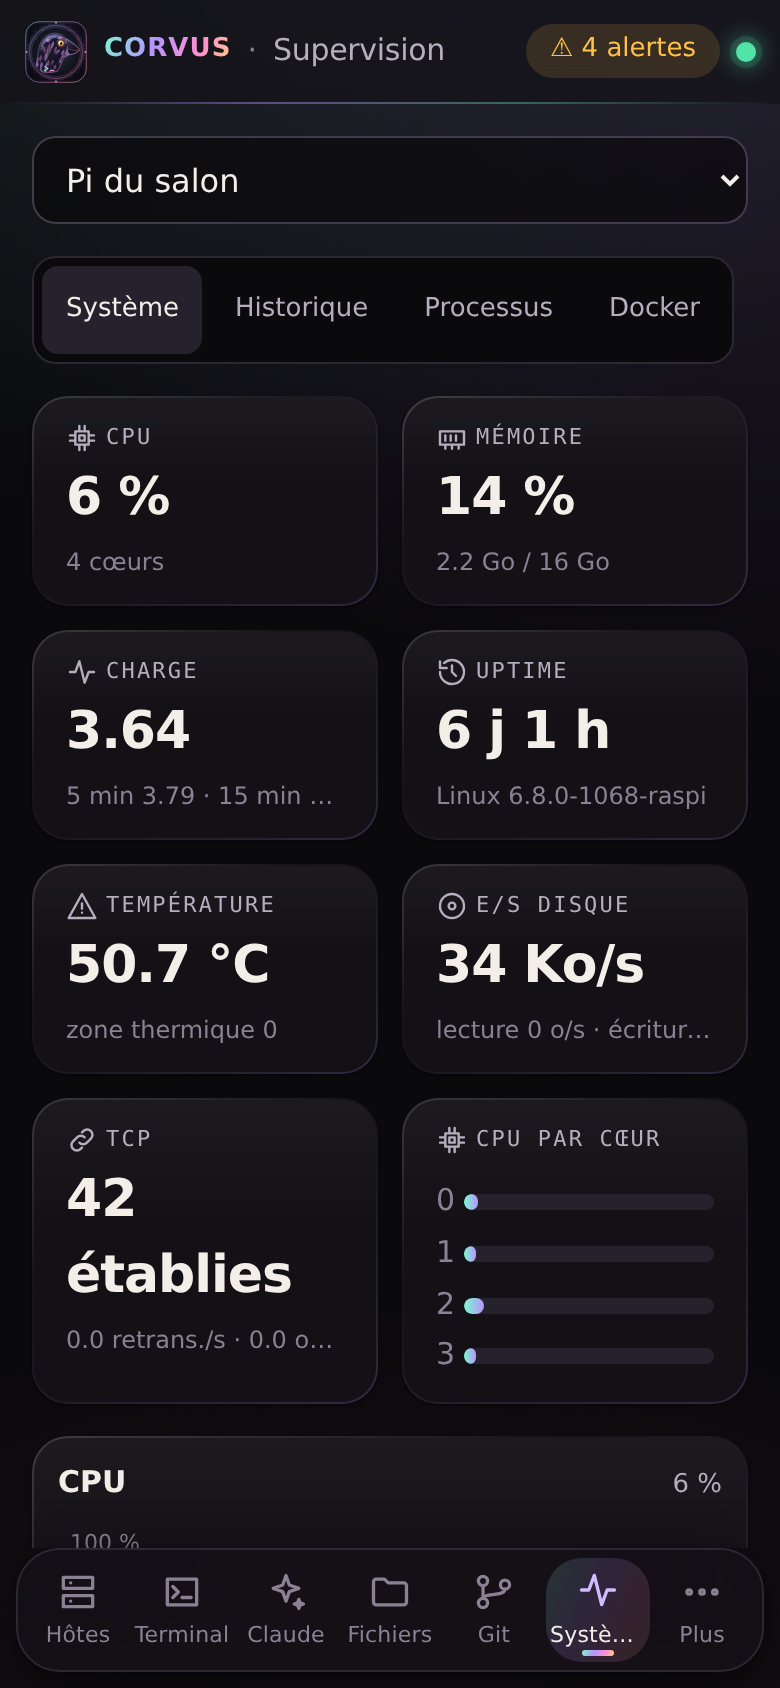 CORVUS · Supervision
⚠ 4 alertes
Pi du salon
Système Historique Processus Docker
CPU
6 %
4 cœurs
MÉMOIRE
14 %
2.2 Go / 16 Go
CHARGE
3.64
5 min 3.79 · 15 min …
UPTIME
6 j 1 h
Linux 6.8.0-1068-raspi
TEMPÉRATURE
50.7 °C
zone thermique 0
E/S DISQUE
34 Ko/s
lecture 0 o/s · écritur…
TCP
42
établies
0.0 retrans./s · 0.0 o…
CPU PAR CŒUR
0
1
2
3
CPU 6 %
100 %
Hôtes Terminal Claude Fichiers Git Systè… Plus